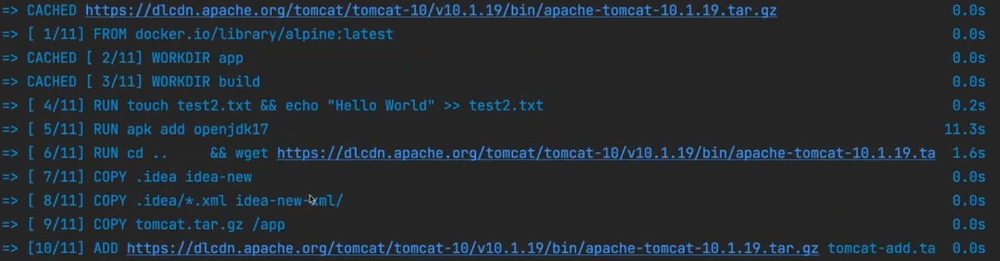 => CACHED https://dlcdn.apache.org/tomcat/tomcat-10/v10.1.19/bin/apache-tomcat-10.1.19.tar.gz 0.0s
=> [ 1/11] FROM docker.io/library/alpine:latest 0.0s
=> CACHED [ 2/11] WORKDIR app 0.0s
=> CACHED [ 3/11] WORKDIR build 0.0s
=> [ 4/11] RUN touch test2.txt && echo "Hello World" >> test2.txt 0.2s
=> [ 5/11] RUN apk add openjdk17 11.3s
=> [ 6/11] RUN cd .. && wget https://dlcdn.apache.org/tomcat/tomcat-10/v10.1.19/bin/apache-tomcat-10.1.19.ta 1.6s
=> [ 7/11] COPY .idea idea-new 0.0s
=> [ 8/11] COPY .idea/*.xml idea-new-xml/ 0.0s
=> [ 9/11] COPY tomcat.tar.gz /app 0.0s
=> [10/11] ADD https://dlcdn.apache.org/tomcat/tomcat-10/v10.1.19/bin/apache-tomcat-10.1.19.tar.gz tomcat-add.ta 0.0s